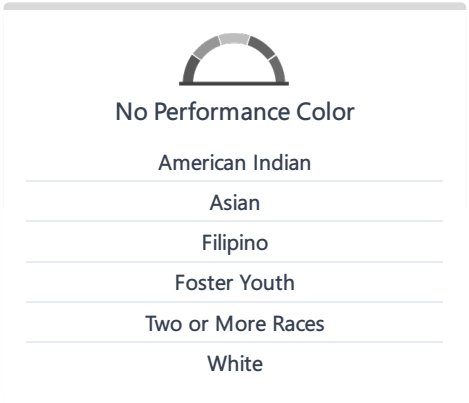 No Performance Color
American Indian
Asian
Filipino
Foster Youth
Two or More Races
White